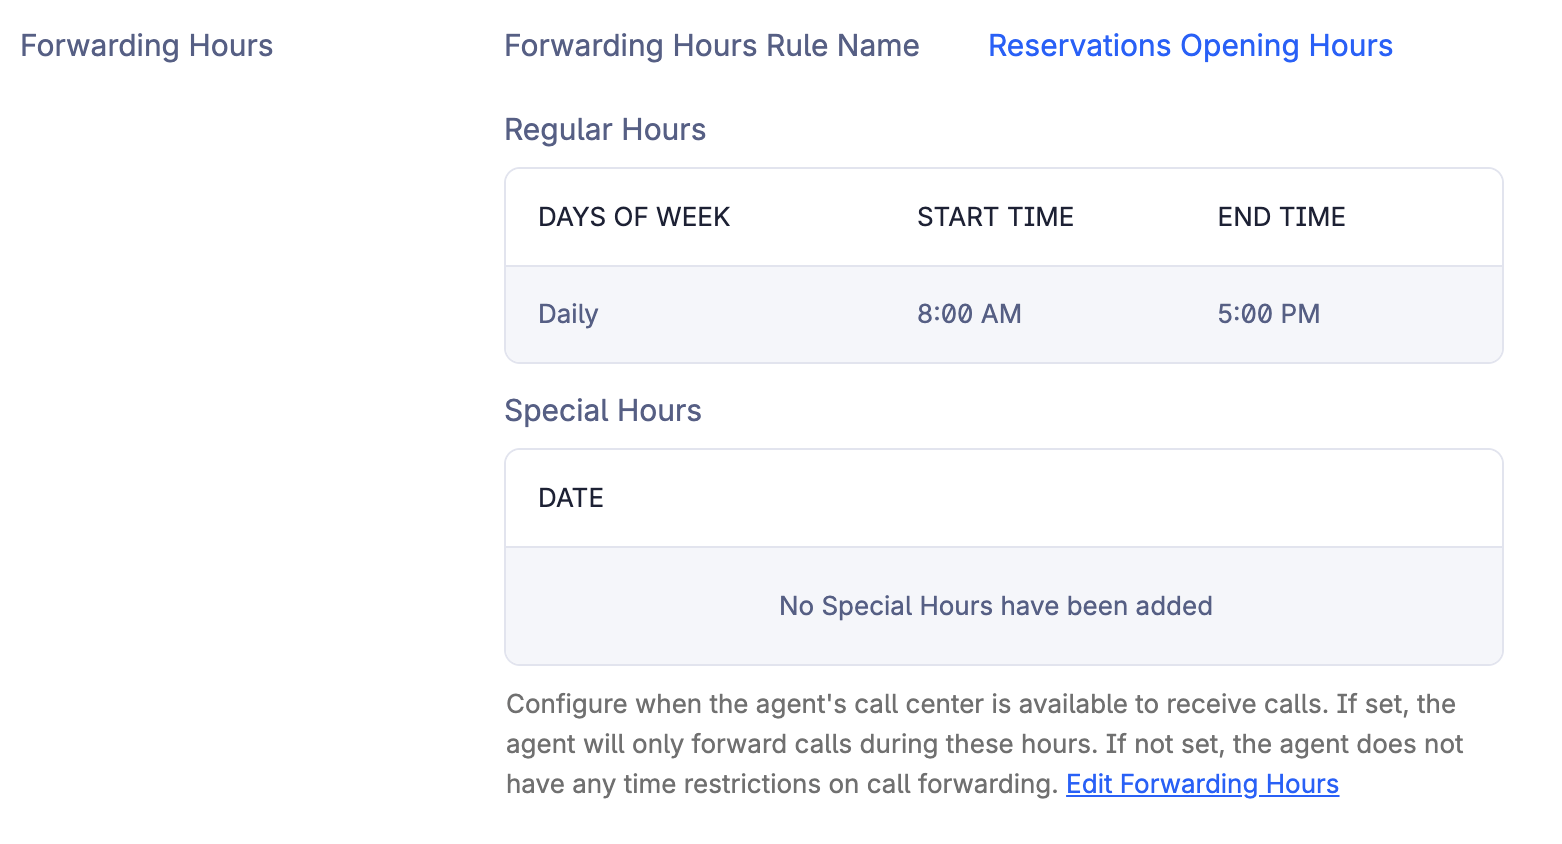 Forwarding Hours
Forwarding Hours Rule Name
Reservations Opening Hours
Regular Hours
DAYS OF WEEK START TIME END TIME
Daily 8:00 AM 5:00 PM
Special Hours
DATE
No Special Hours have been added
Configure when the agent's call center is available to receive calls. If set, the
agent will only forward calls during these hours. If not set, the agent does not
have any time restrictions on call forwarding. Edit Forwarding Hours